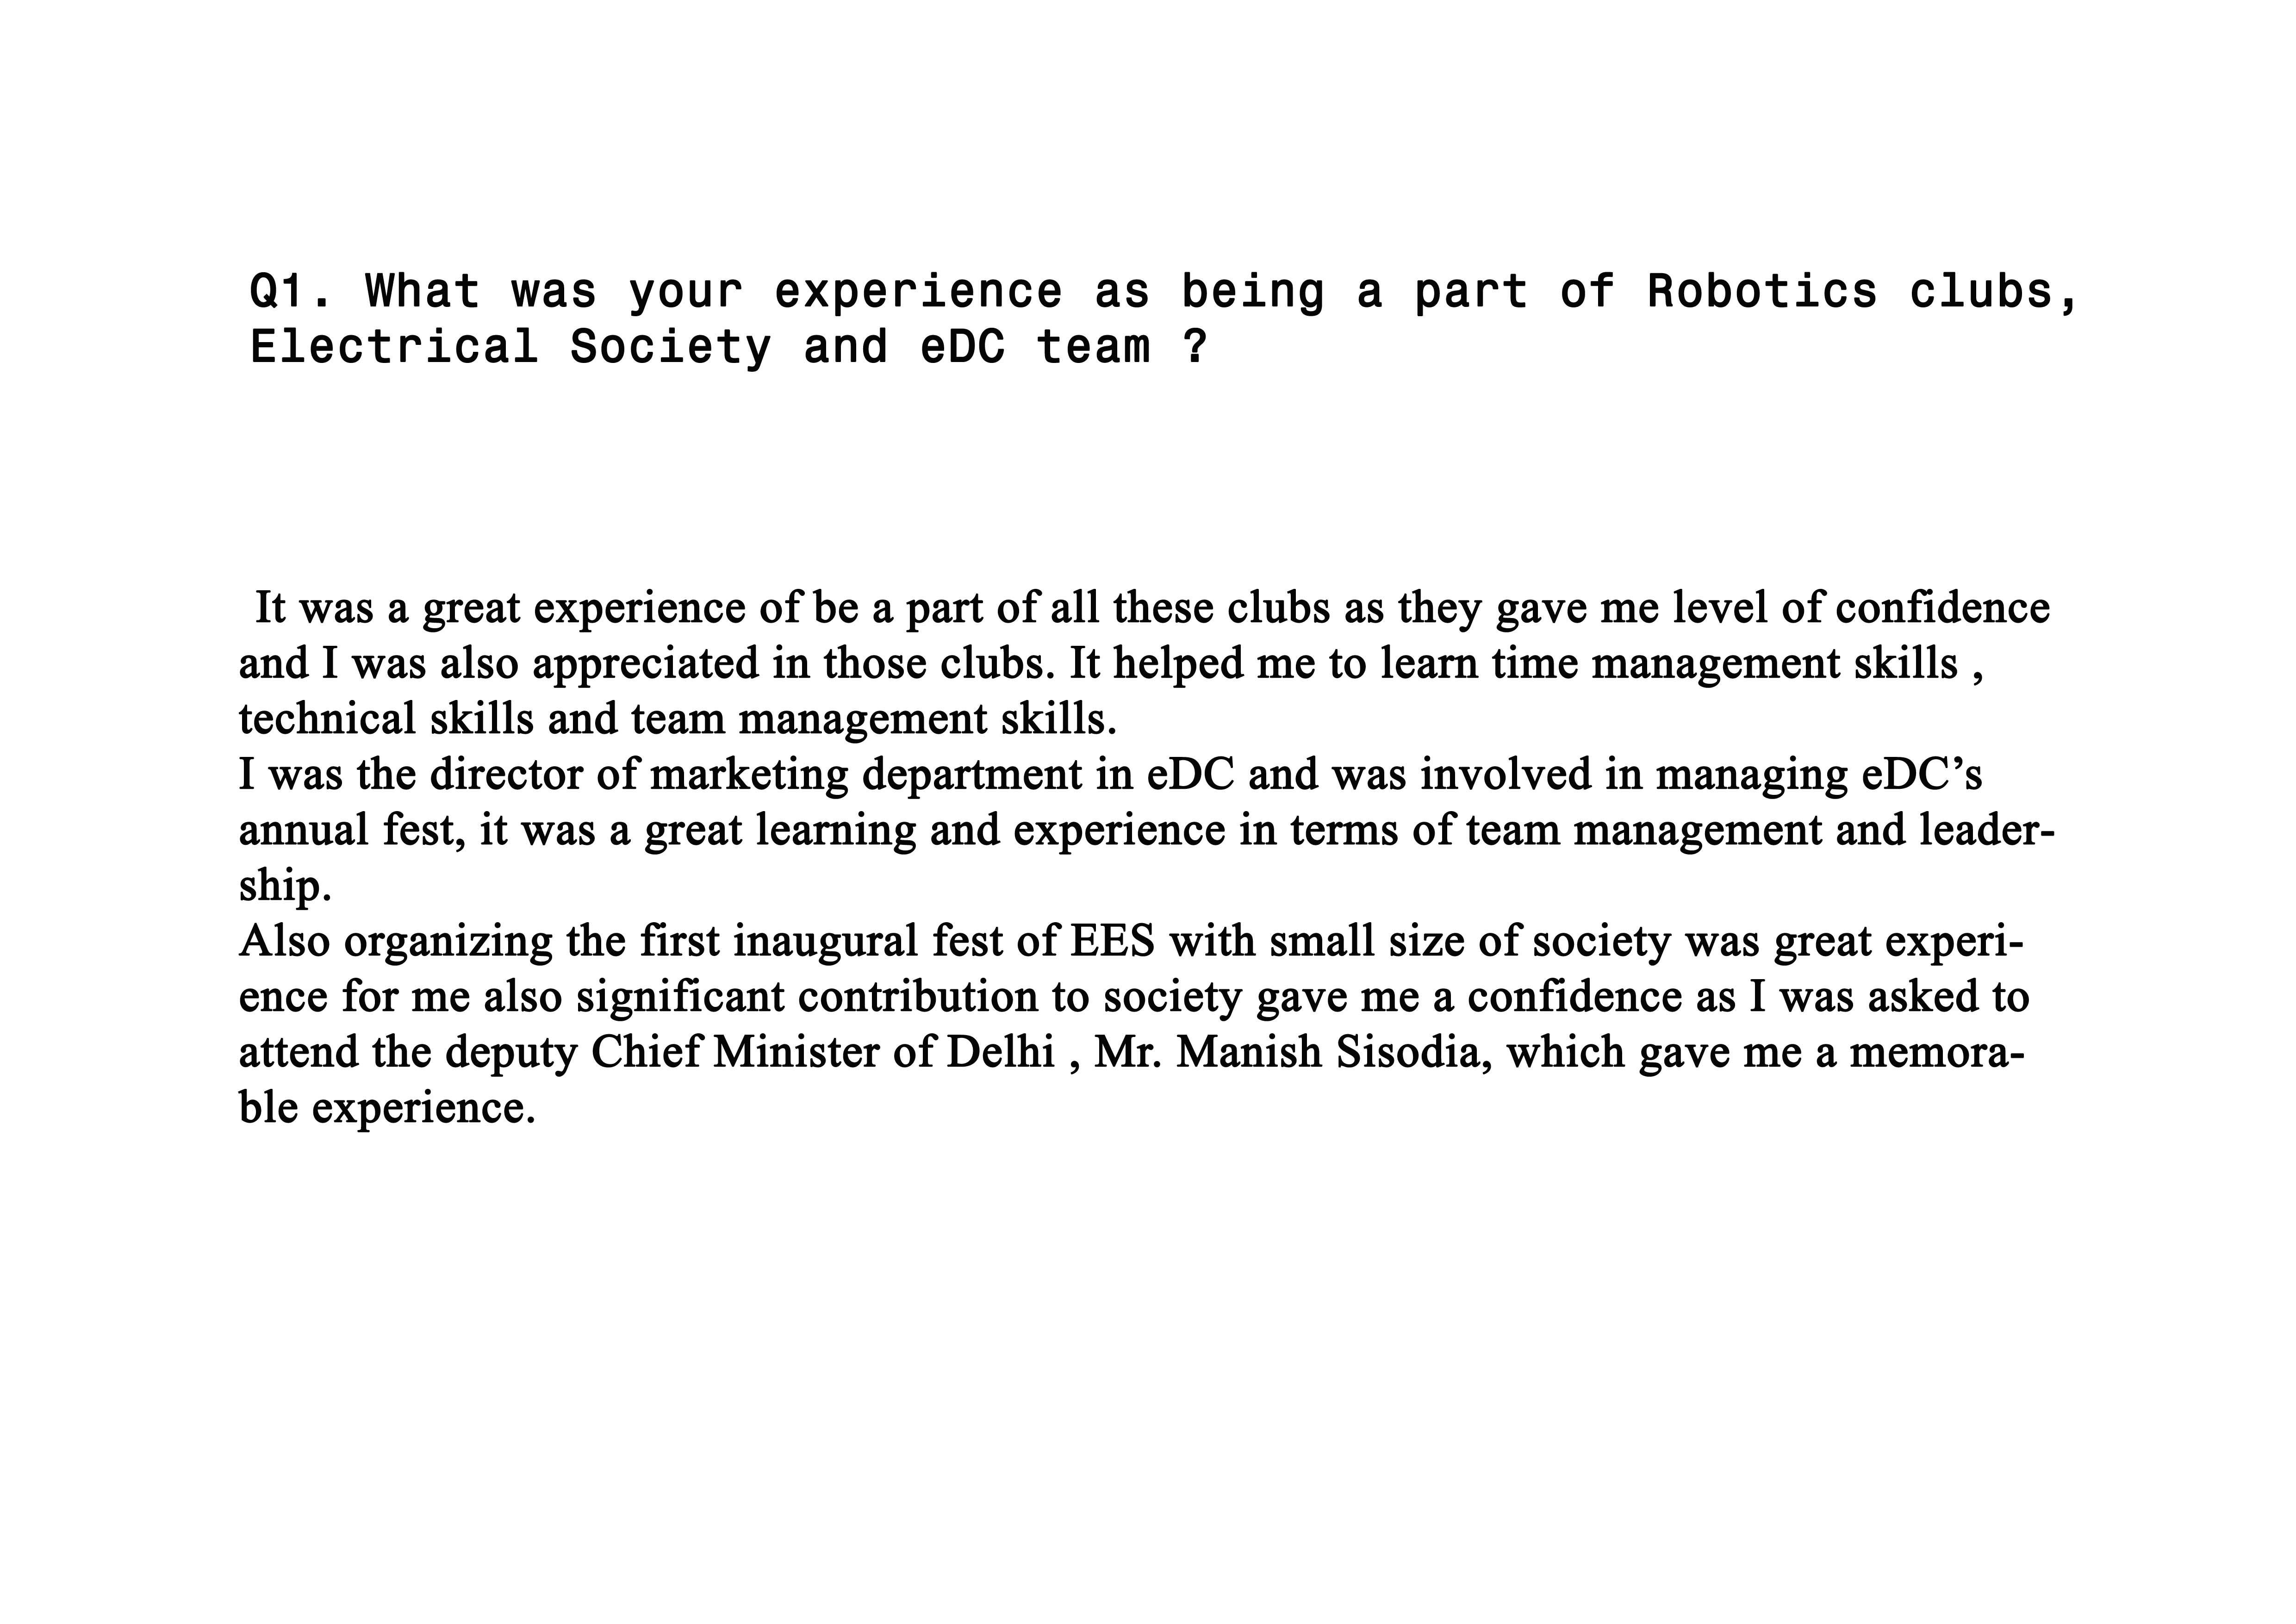 Q1. What was your experience as being a part of Robotics clubs,
Electrical Society and eDC team ?
It was a great experience of be a part of all these clubs as they gave me level of confidence
and I was also appreciated in those clubs. It helped me to learn time management skills ,
technical skills and team management skills.
I was the director of marketing department in eDC and was involved in managing eDC’s
annual fest, it was a great learning and experience in terms of team management and leader-
ship.
Also organizing the first inaugural fest of EES with small size of society was great experi-
ence for me also significant contribution to society gave me a confidence as I was asked to
attend the deputy Chief Minister of Delhi , Mr. Manish Sisodia, which gave me a memora-
ble experience.